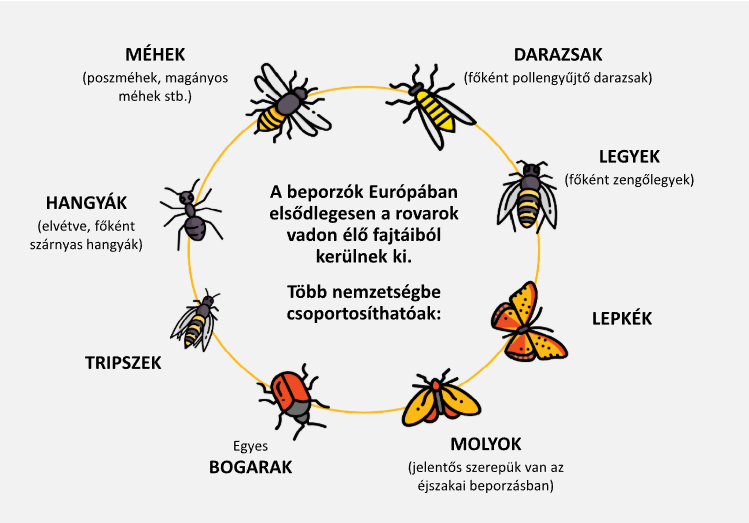 MÉHEK
(poszméhek, magányos
méhek stb.)
DARAZSAK
(főként pollengyűjtő darazsak)
LEGYEK
(főként zengőlegyek)
HANGYÁK
(elvétve, főként
szárnyas hangyák)
A beporzók Európában
elsődlegesen a rovarok
vadon élő fajtáiból
kerülnek ki.
Több nemzetségbe
csoportosíthatóak:
LEPKÉK
TRIPSZEK
Egyes
BOGARAK
MOLYOK
(jelentős szerepük van az
éjszakai beporzásban)